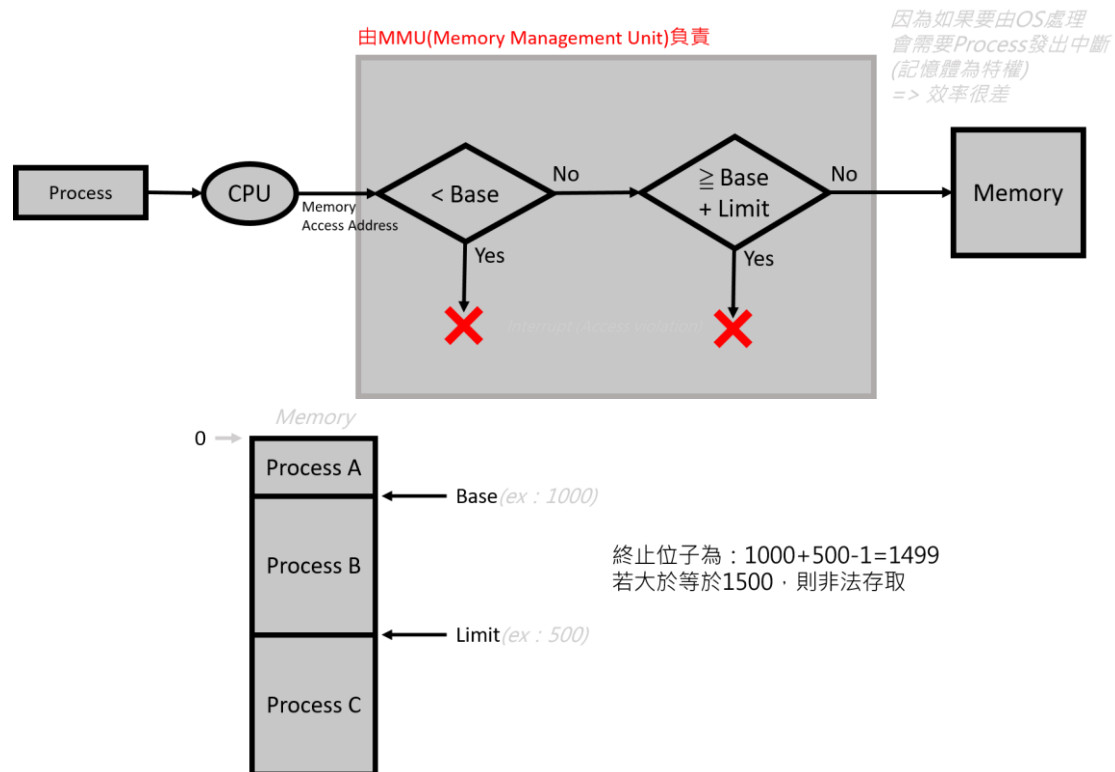 由MMU(Memory Management Unit)負責
因為如果要由OS處理
會需要Process發出中斷
(記憶體為特權)
=> 效率很差
Process
CPU
Memory
Access Address
< Base
No
≧ Base
+ Limit
No
Memory
Yes
Yes
Interrupt (Access violation)
Memory
0
Process A
Base(ex : 1000)
Process B
終止位子為：1000+500-1=1499
若大於等於1500，則非法存取
Limit(ex : 500)
Process C